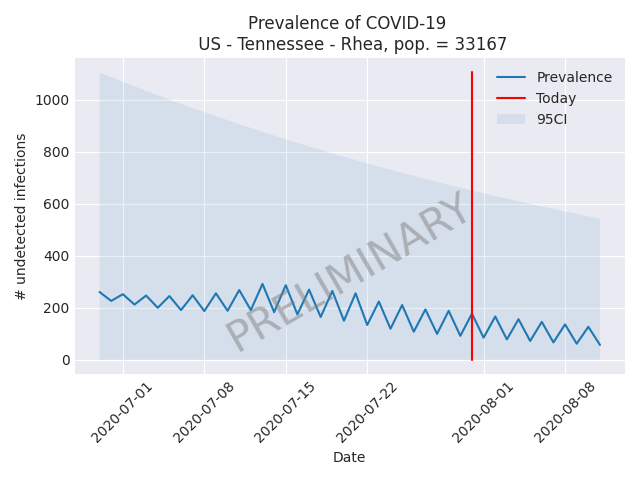 Prevalence of COVID-19
US - Tennessee - Rhea, pop. = 33167
Prevalence
Today
95CI
# undetected infections
1000
800
600
400
200
0
PRELIMINARY
2020-07-01
2020-07-08
2020-07-15
2020-07-22
2020-08-01
2020-08-08
Date